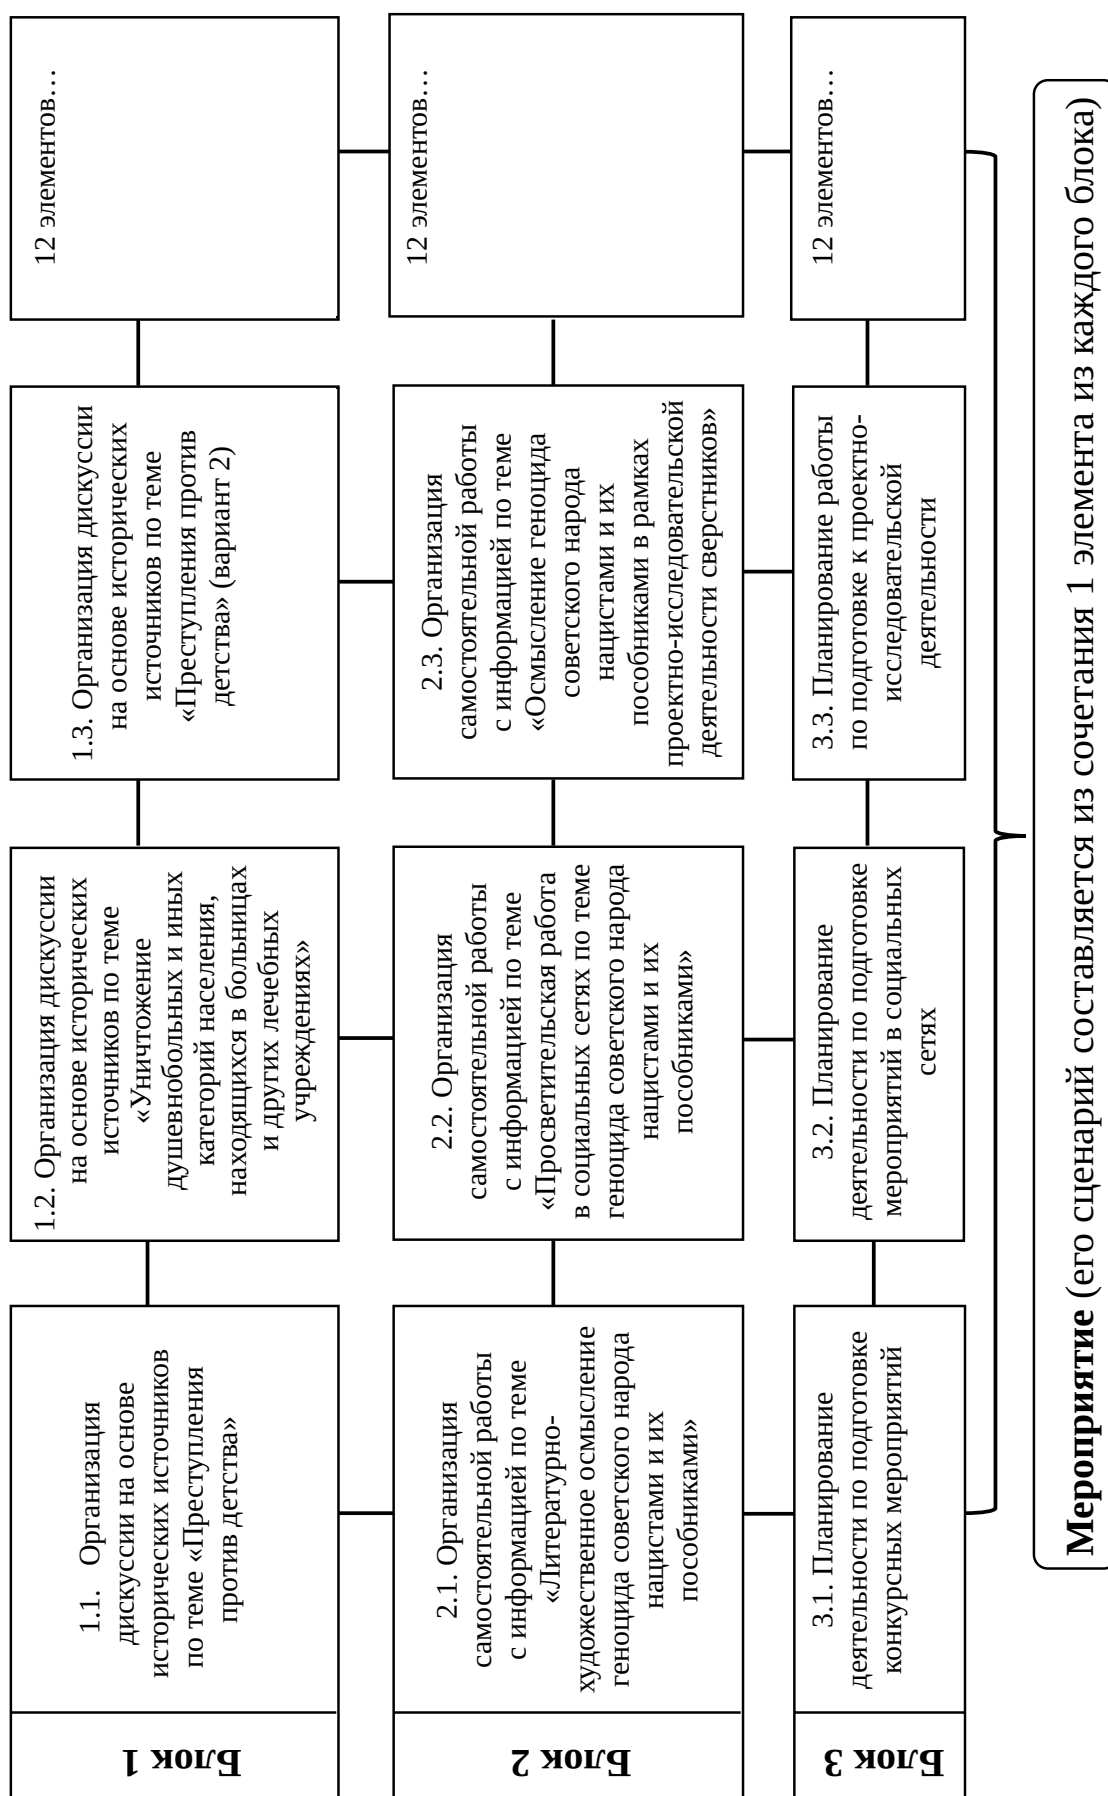 Блок 1
1.1. Организация
дискуссии на основе
исторических источников
по теме «Преступления
против детства»
1.2. Организация дискуссии
на основе исторических
источников по теме
«Уничтожение
душевнобольных и иных
категорий населения,
находящихся в больницах
и других лечебных
учреждениях»
1.3. Организация дискуссии
на основе исторических
источников по теме
«Преступления против
детства» (вариант 2)
12 элементов…
Блок 2
2.1. Организация
самостоятельной работы
с информацией по теме
«Литературно-
художественное осмысление
геноцида советского народа
нацистами и их
пособниками»
2.2. Организация
самостоятельной работы
с информацией по теме
«Просветительская работа
в социальных сетях по теме
геноцида советского народа
нацистами и их
пособниками»
2.3. Организация
самостоятельной работы
с информацией по теме
«Осмысление геноцида
советского народа
нацистами и их
пособниками в рамках
проектно-исследовательской
деятельности сверстников»
12 элементов…
Блок 3
3.1. Планирование
деятельности по подготовке
конкурсных мероприятий
3.2. Планирование
деятельности по подготовке
мероприятий в социальных
сетях
3.3. Планирование работы
по подготовке к проектно-
исследовательской
деятельности
12 элементов…
Мероприятие (его сценарий составляется из сочетания 1 элемента из каждого блока)